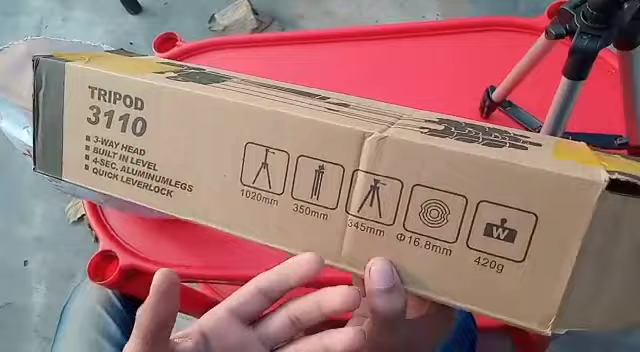 TRIPOD
3110
3-WAY HEAD
BUILT IN LEVEL
4-SEC, ALUMINUMLEGS
QUICK LEVERLOCK
1020mm
350mm
345mm
Φ16.8mm
W
420g